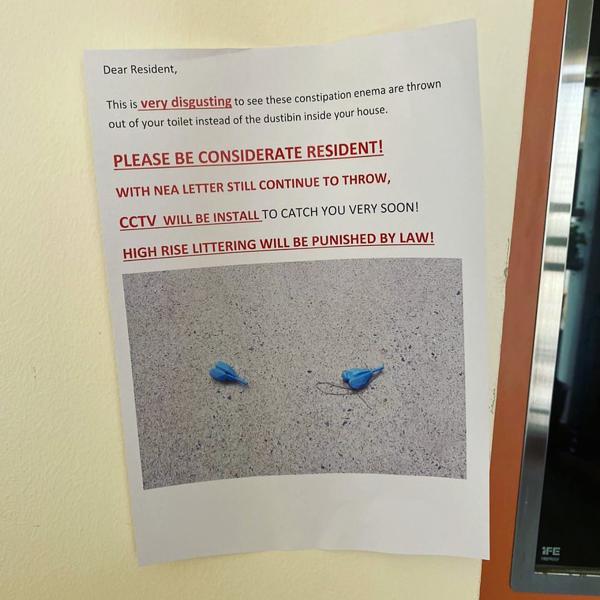 Dear Resident,
This is very disgusting to see these constipation enema are thrown
out of your toilet instead of the dustibin inside your house.
PLEASE BE CONSIDERATE RESIDENT!
WITH NEA LETTER STILL CONTINUE TO THROW,
CCTV WILL BE INSTALL TO CATCH YOU VERY SOON!
HIGH RISE LITTERING WILL BE PUNISHED BY LAW!